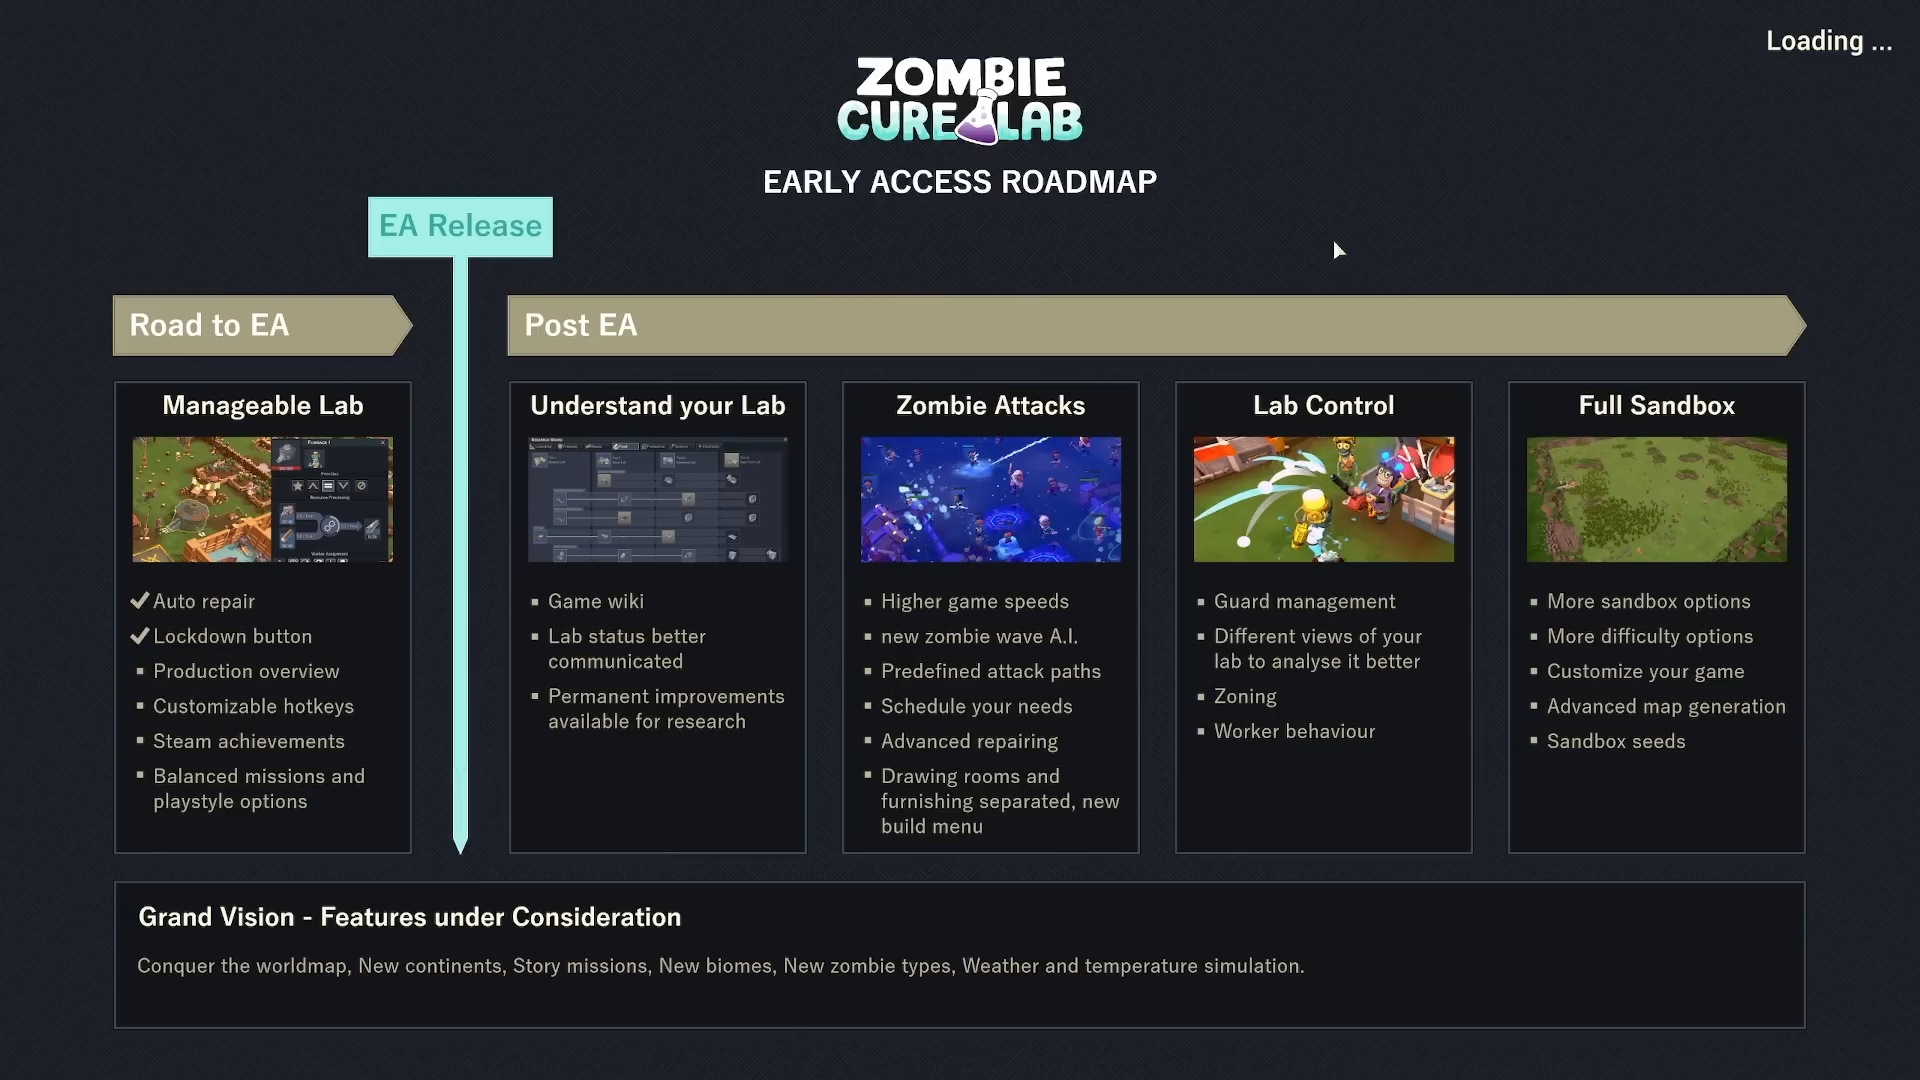 Loading ...
ZOMBIE
CURE LAB
EARLY ACCESS ROADMAP
EA Release
Road to EA
Post EA
Manageable Lab
Auto repair
Lockdown button
Production overview
Customizable hotkeys
Steam achievements
Balanced missions and
playstyle options
Understand your Lab
Game wiki
Lab status better
communicated
Permanent improvements
available for research
Zombie Attacks
Higher game speeds
new zombie wave A.I.
Predefined attack paths
Schedule your needs
Advanced repairing
Drawing rooms and
furnishing separated, new
build menu
Lab Control
Guard management
Different views of your
lab to analyse it better
Zoning
Worker behaviour
Full Sandbox
More sandbox options
More difficulty options
Customize your game
Advanced map generation
Sandbox seeds
Grand Vision - Features under Consideration
Conquer the worldmap, New continents, Story missions, New biomes, New zombie types, Weather and temperature simulation.